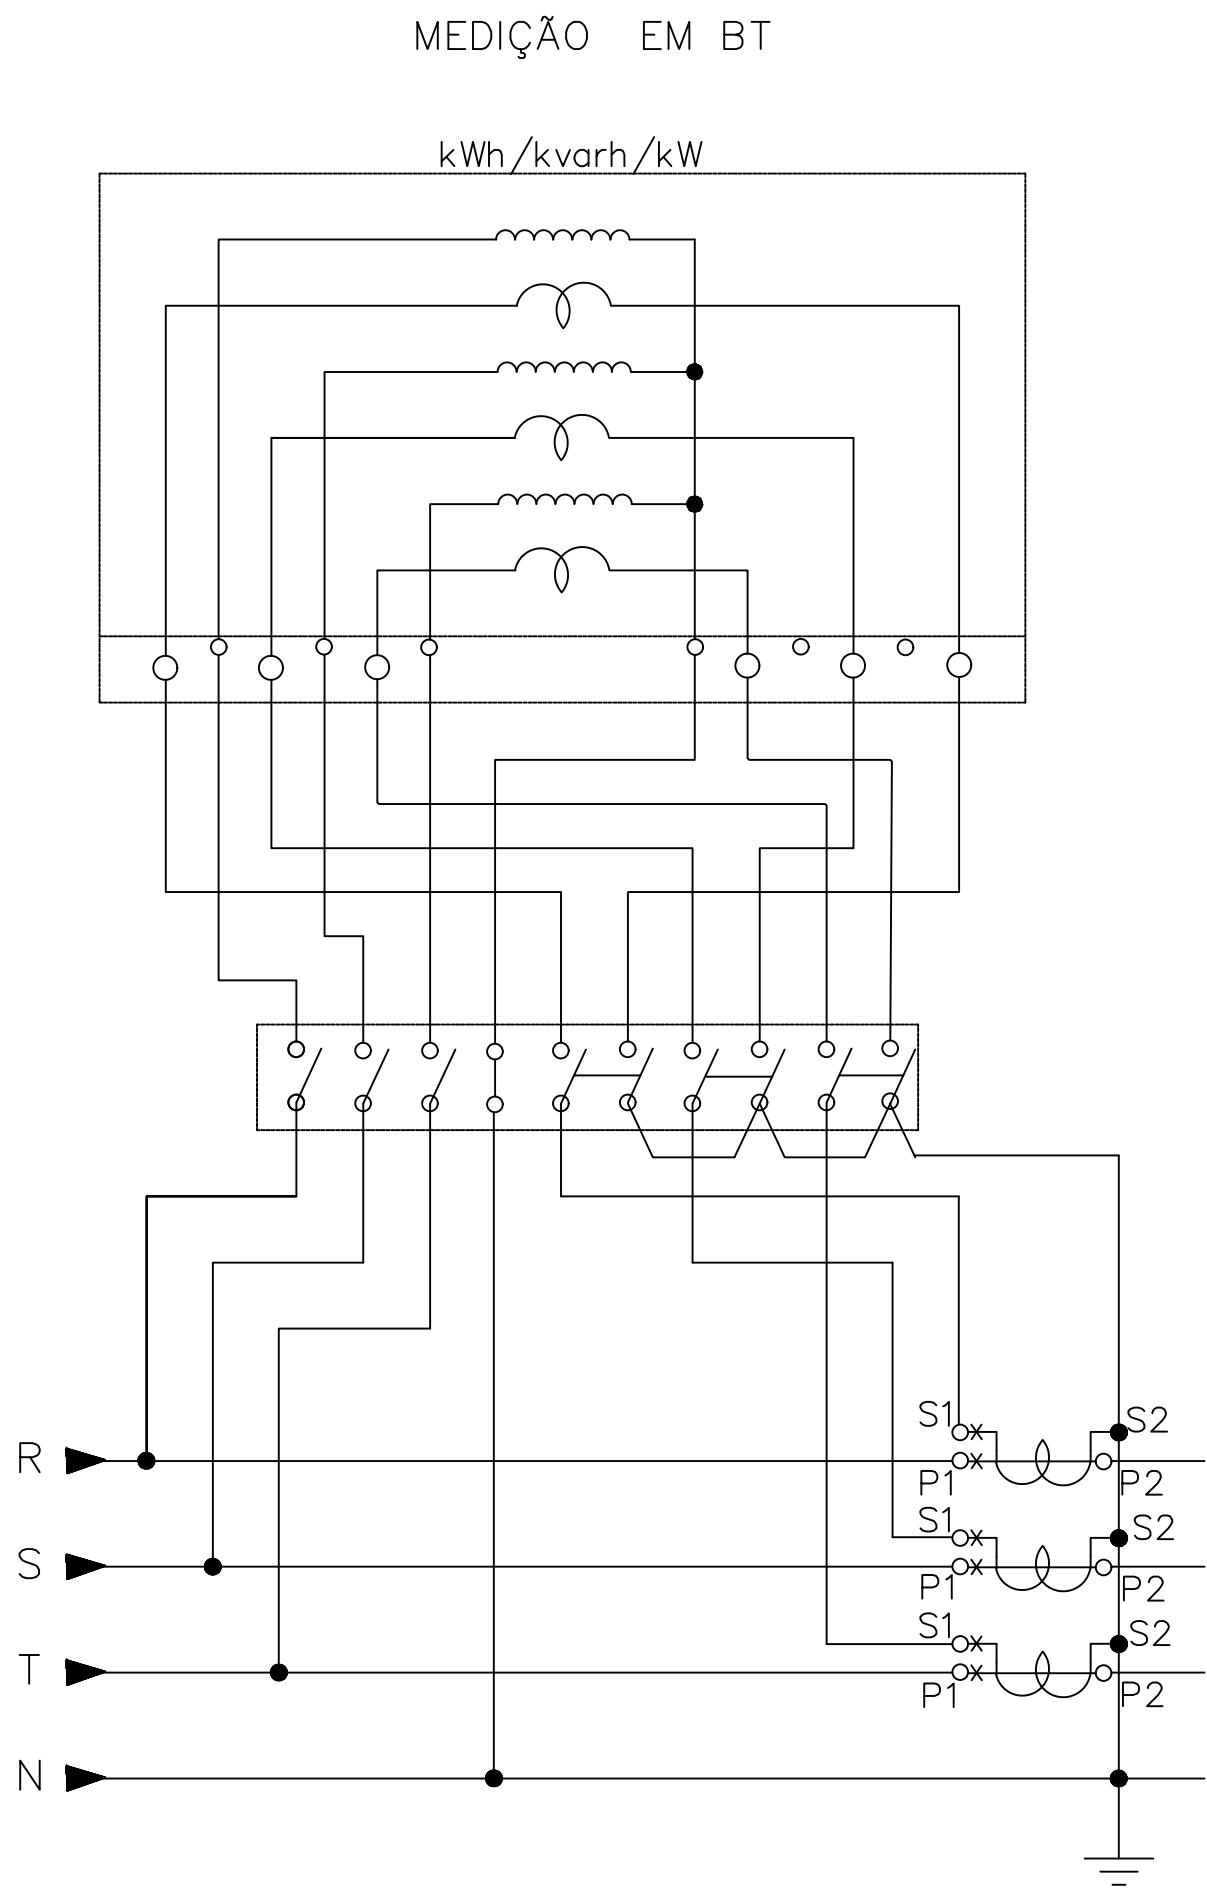 MEDIÇÃO EM BT
kWh/kvarh/kW
S1 S2
R
P1 P2
S1 S2
S
P1 P2
S1 S2
T
P1 P2
N